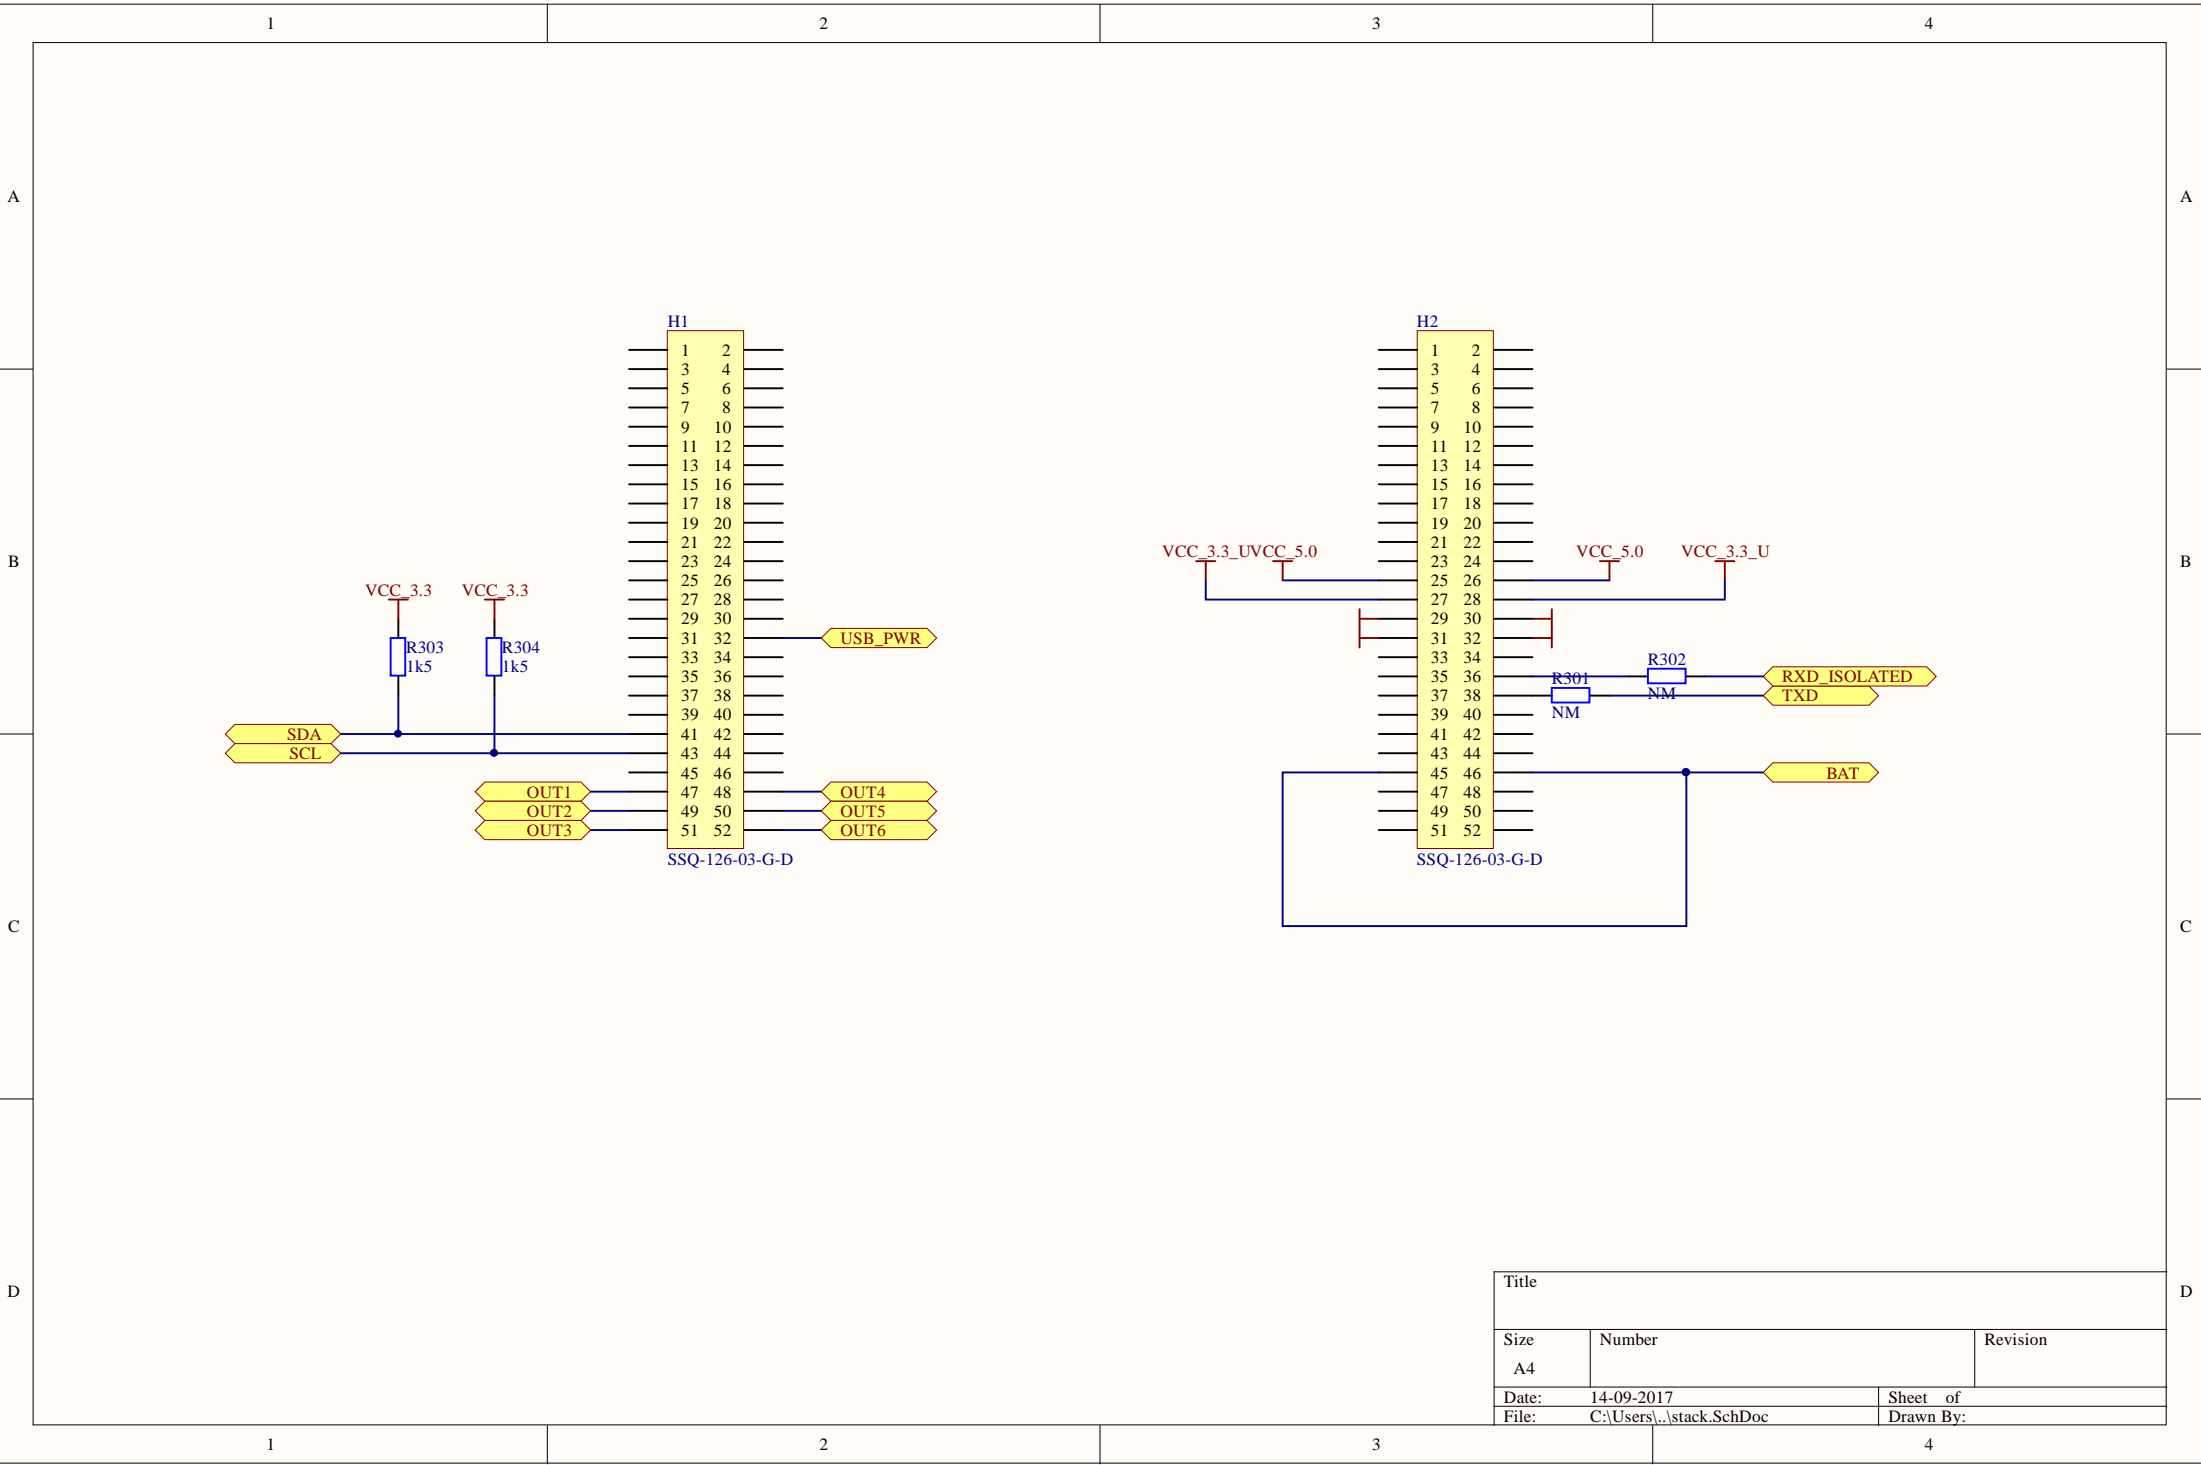 1 2 3 4
A A
H1 H2
1 2 1 2
3 4 3 4
5 6 5 6
7 8 7 8
9 10 9 10
11 12 11 12
13 14 13 14
15 16 15 16
17 18 17 18
19 20 19 20
21 22 21 22
VCC_3.3_U VCC_5.0 VCC_5.0 VCC_3.3_U
B 23 24 23 24 B
25 26 25 26
VCC_3.3 VCC_3.3
27 28 27 28
29 30 29 30
31 32 USB_PWR 31 32
R303 R304
33 34 33 34 R302
1k5 1k5
35 36 35 36 R301 RXD_ISOLATED
37 38 37 38 NM TXD
39 40 39 40 NM
SDA 41 42 41 42
SCL 43 44 43 44
45 46 45 46 BAT
OUT1 47 48 OUT4 47 48
OUT2 49 50 OUT5 49 50
OUT3 51 52 OUT6 51 52
SSQ-126-03-G-D SSQ-126-03-G-D
C C
D D
Title
Size Number Revision
A4
Date: 14-09-2017 Sheet of
File: C:\Users\..\stack.SchDoc Drawn By:
1 2 3 4